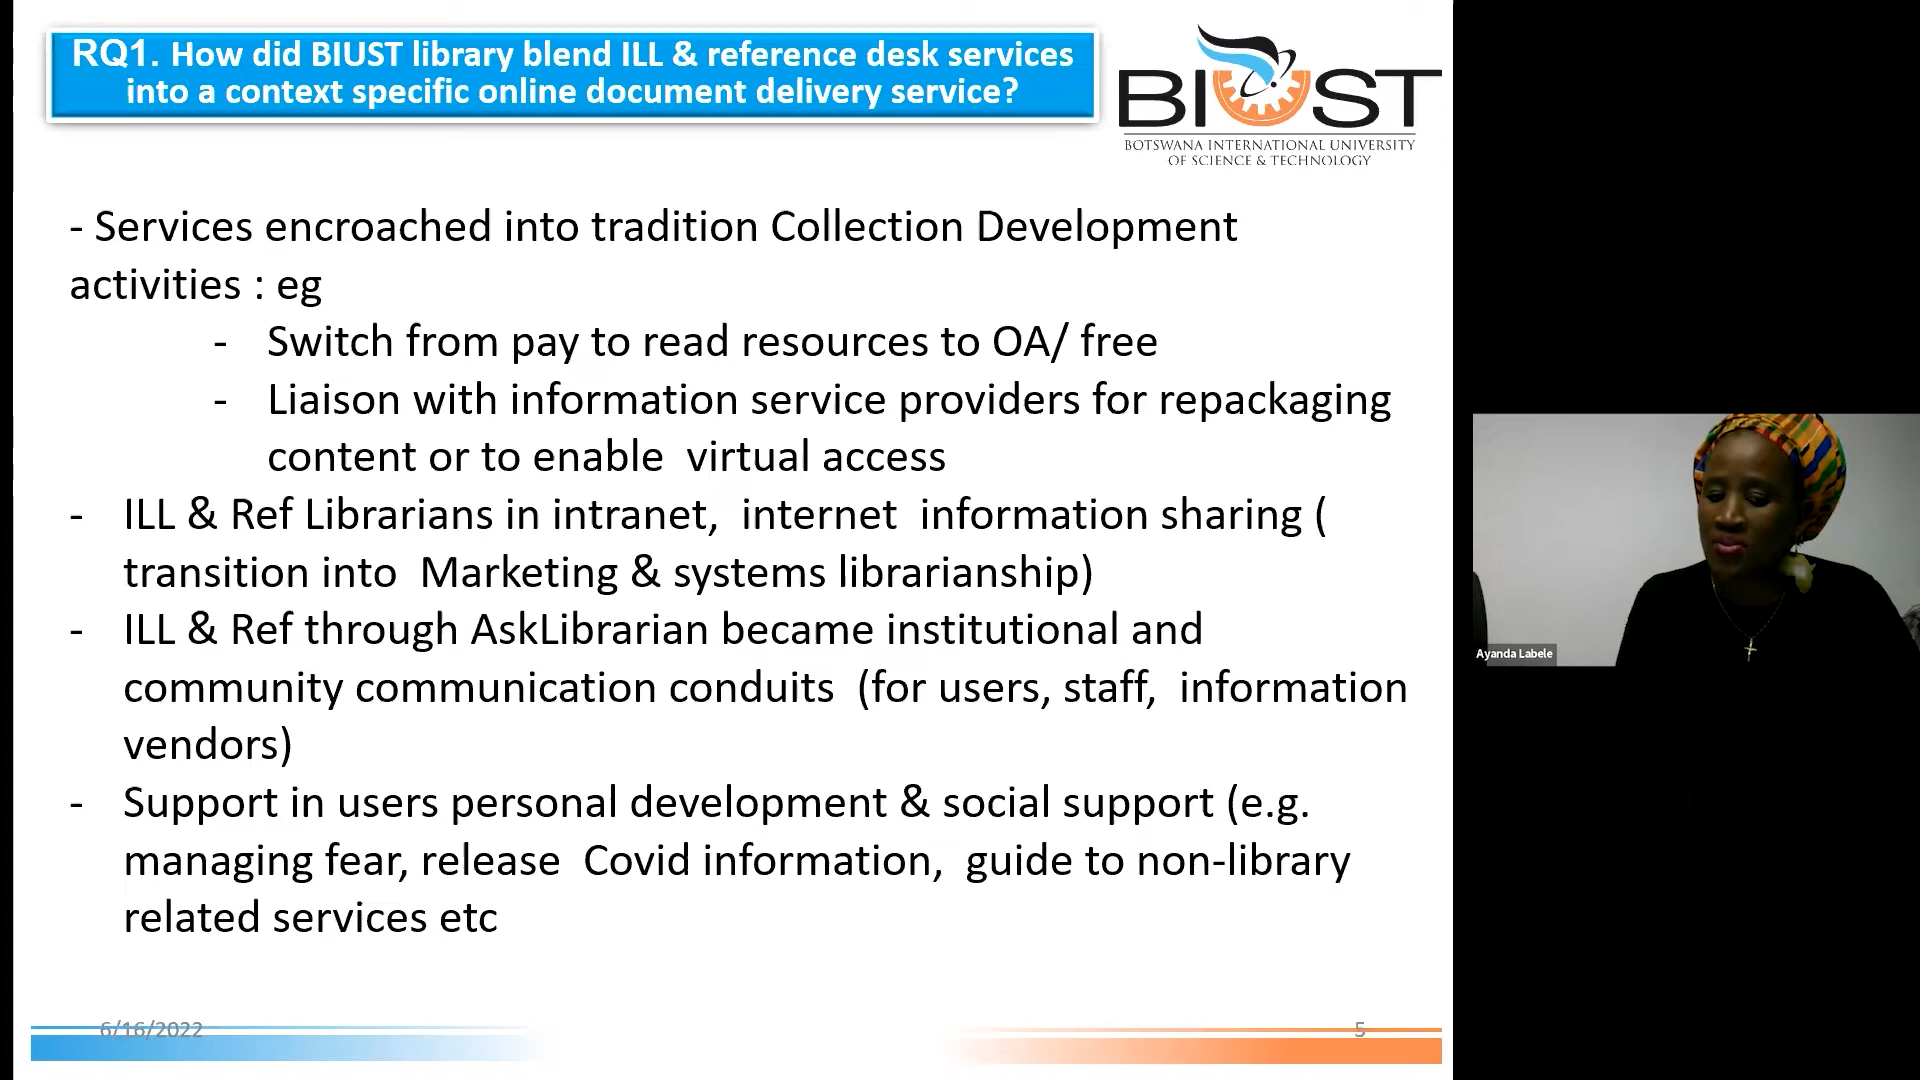 RQ1. How did BIUST library blend ILL & reference desk services
into a context specific online document delivery service?
BIUST
BOTSWANA INTERNATIONAL UNIVERSITY
OF SCIENCE & TECHNOLOGY
- Services encroached into tradition Collection Development
activities : eg
- Switch from pay to read resources to OA/ free
- Liaison with information service providers for repackaging
content or to enable virtual access
- ILL & Ref Librarians in intranet, internet information sharing (
transition into Marketing & systems librarianship)
- ILL & Ref through AskLibrarian became institutional and
community communication conduits (for users, staff, information
vendors)
- Support in users personal development & social support (e.g.
managing fear, release Covid information, guide to non-library
related services etc
6/16/2022
5
Ayanda Labele